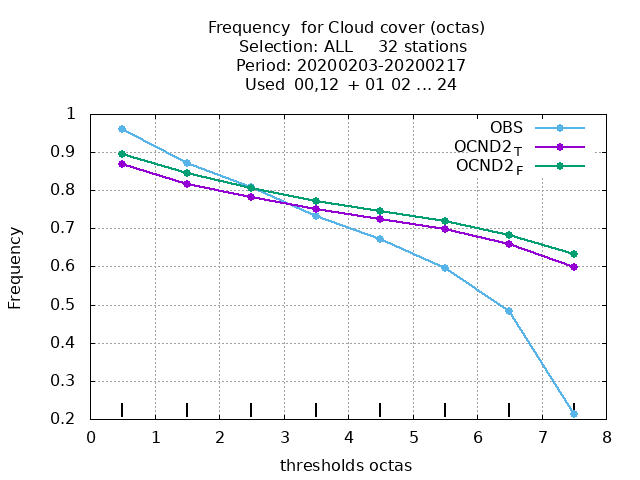 Frequency  for Cloud cover (octas)
Selection: ALL     32 stations
Period: 20200203-20200217
Used  00,12  + 01 02 ... 24
OBS
OCND2_T
OCND2_F
1
0.9
0.8
0.7
0.6
0.5
0.4
0.3
0.2
Frequency
0 1 2 3 4 5 6 7 8
thresholds octas